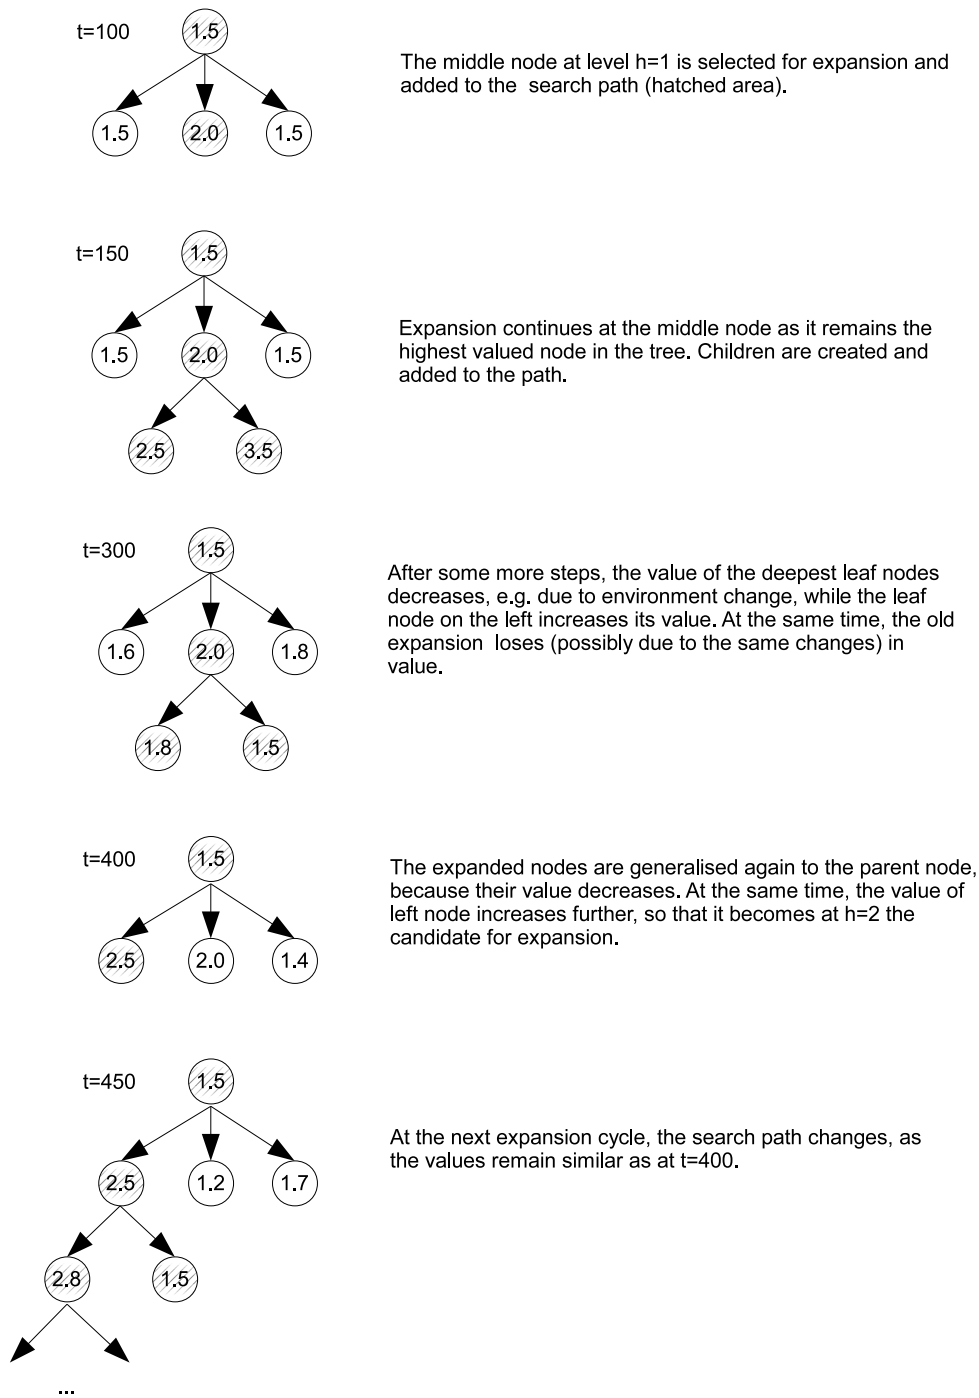 t=100
1.5
The middle node at level h=1 is selected for expansion and
added to the search path (hatched area).
1.5 2.0 1.5
t=150
1.5
1.5 2.0 1.5
Expansion continues at the middle node as it remains the
highest valued node in the tree. Children are created and
added to the path.
2.5 3.5
t=300
1.5
After some more steps, the value of the deepest leaf nodes
decreases, e.g. due to environment change, while the leaf
node on the left increases its value. At the same time, the old
expansion loses (possibly due to the same changes) in
value.
1.6 2.0 1.8
1.8 1.5
t=400
1.5
The expanded nodes are generalised again to the parent node,
because their value decreases. At the same time, the value of
left node increases further, so that it becomes at h=2 the
candidate for expansion.
2.5 2.0 1.4
t=450
1.5
At the next expansion cycle, the search path changes, as
the values remain similar as at t=400.
2.5 1.2 1.7
2.8 1.5
...